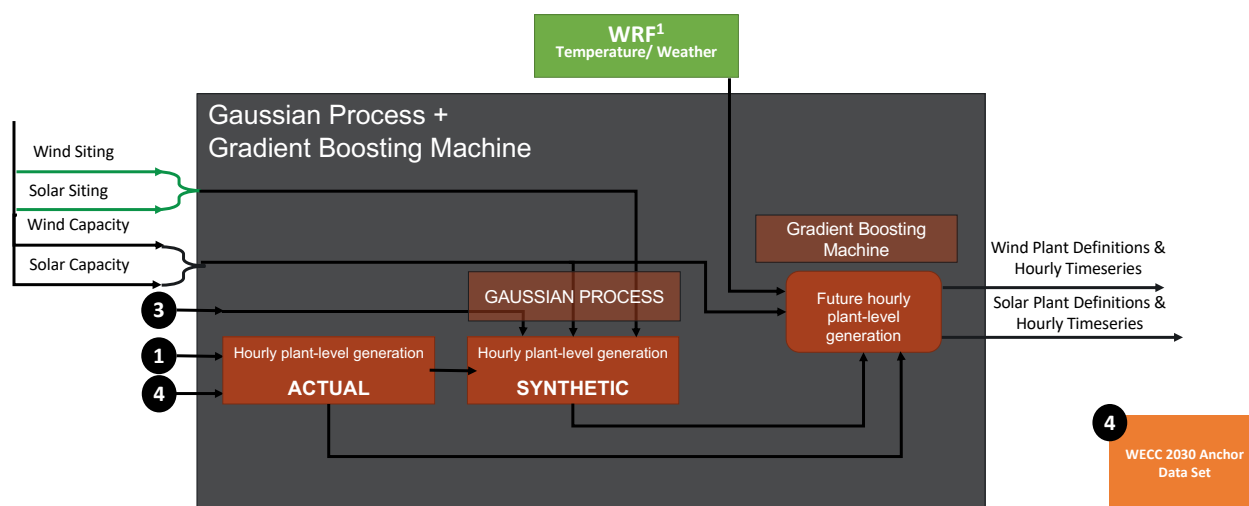 WRF1
Temperature/ Weather
Gaussian Process +
Gradient Boosting Machine
Wind Siting
Solar Siting
Wind Capacity
Solar Capacity
3
1
4
GAUSSIAN PROCESS
Hourly plant-level generation
ACTUAL
Hourly plant-level generation
SYNTHETIC
Gradient Boosting
Machine
Future hourly
plant-level
generation
Wind Plant Definitions &
Hourly Timeseries
Solar Plant Definitions &
Hourly Timeseries
4
WECC 2030 Anchor
Data Set